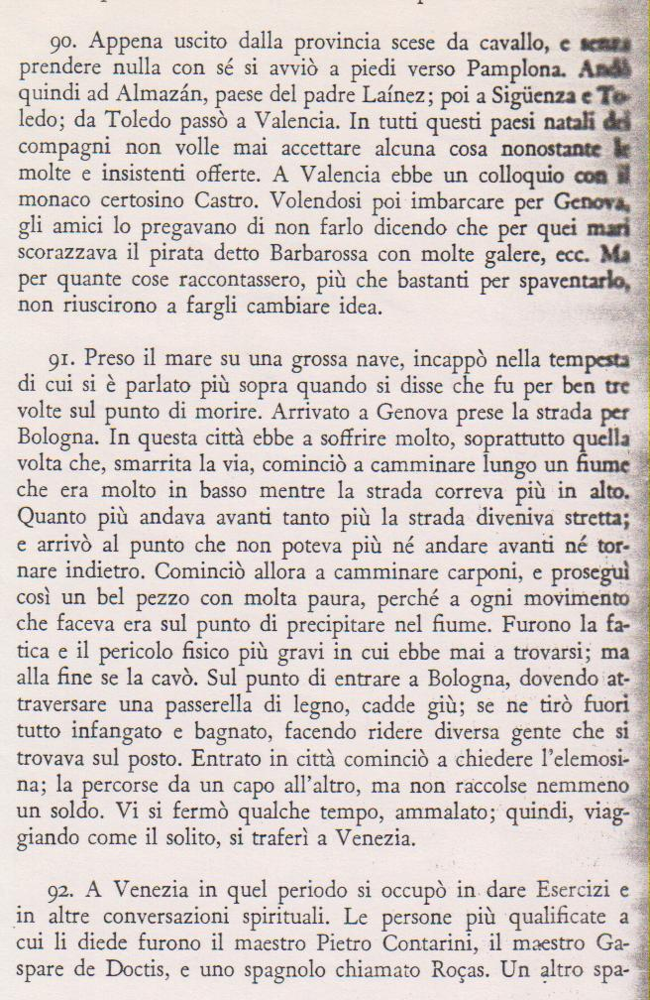 90. Appena uscito dalla provincia scese da cavallo, e senza
prendere nulla con sé si avviò a piedi verso Pamplona. Andò
quindi ad Almazán, paese del padre Laínez; poi a Sigüenza e To-
ledo; da Toledo passò a Valencia. In tutti questi paesi natali dei
compagni non volle mai accettare alcuna cosa nonostante le
molte e insistenti offerte. A Valencia ebbe un colloquio con il
monaco certosino Castro. Volendosi poi imbarcare per Genova,
gli amici lo pregavano di non farlo dicendo che per quei mari
scorazzava il pirata detto Barbarossa con molte galere, ecc. Ma
per quante cose raccontassero, più che bastanti per spaventarlo,
non riuscirono a fargli cambiare idea.
91. Preso il mare su una grossa nave, incappò nella tempesta
di cui si è parlato più sopra quando si disse che fu per ben tre
volte sul punto di morire. Arrivato a Genova prese la strada per
Bologna. In questa città ebbe a soffrire molto, soprattutto quella
volta che, smarrita la via, cominciò a camminare lungo un fiume
che era molto in basso mentre la strada correva più in alto.
Quanto più andava avanti tanto più la strada diveniva stretta;
e arrivò al punto che non poteva più né andare avanti né tor-
nare indietro. Cominciò allora a camminare carponi, e proseguì
così un bel pezzo con molta paura, perché a ogni movimento
che faceva era sul punto di precipitare nel fiume. Furono la fa-
tica e il pericolo fisico più gravi in cui ebbe mai a trovarsi; ma
alla fine se la cavò. Sul punto di entrare a Bologna, dovendo at-
traversare una passerella di legno, cadde giù; se ne tirò fuori
tutto infangato e bagnato, facendo ridere diversa gente che si
trovava sul posto. Entrato in città cominciò a chiedere l'elemosi-
na; la percorse da un capo all'altro, ma non raccolse nemmeno
un soldo. Vi si fermò qualche tempo, ammalato; quindi, viag-
giando come il solito, si traferì a Venezia.
92. A Venezia in quel periodo si occupò in dare Esercizi e
in altre conversazioni spirituali. Le persone più qualificate a
cui li diede furono il maestro Pietro Contarini, il maestro Ga-
spare de Doctis, e uno spagnolo chiamato Roças. Un altro spa-